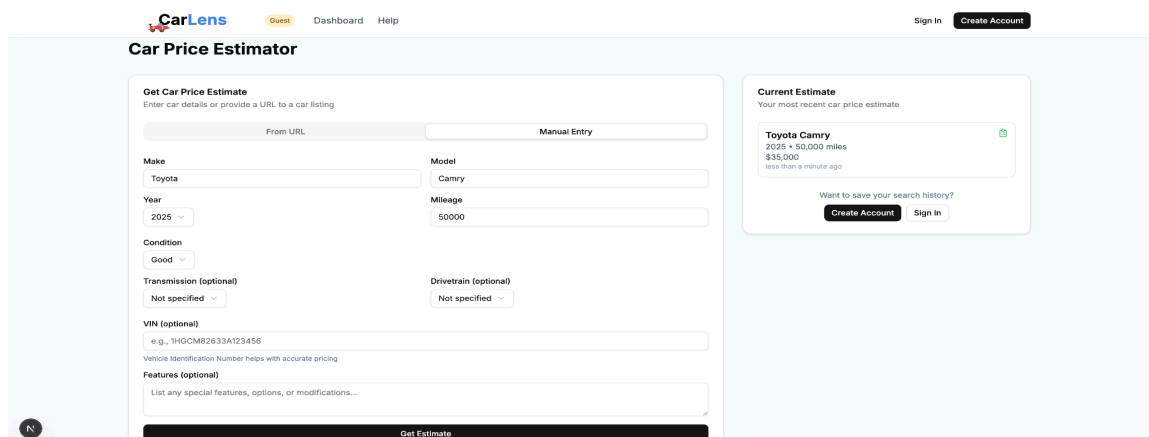 CarLens Guest Dashboard Help Sign In Create Account
Car Price Estimator
Get Car Price Estimate
Enter car details or provide a URL to a car listing
From URL Manual Entry
Make Model
Toyota Camry
Year Mileage
2025 50000
Condition
Good
Transmission (optional) Drivetrain (optional)
Not specified Not specified
VIN (optional)
e.g., 1HGCM82633A123456
Vehicle Identification Number helps with accurate pricing
Features (optional)
List any special features, options, or modifications...
Get Estimate
Current Estimate
Your most recent car price estimate
Toyota Camry
2025 • 50,000 miles
$35,000
less than a minute ago
Want to save your search history?
Create Account Sign In
N